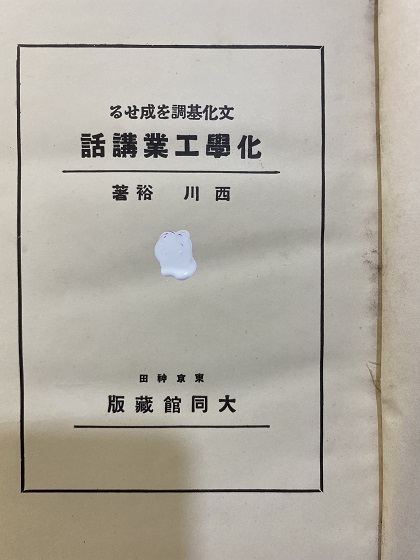 文化基調を成せる
化學工業講話
西川裕著
東京神田
大同館藏版